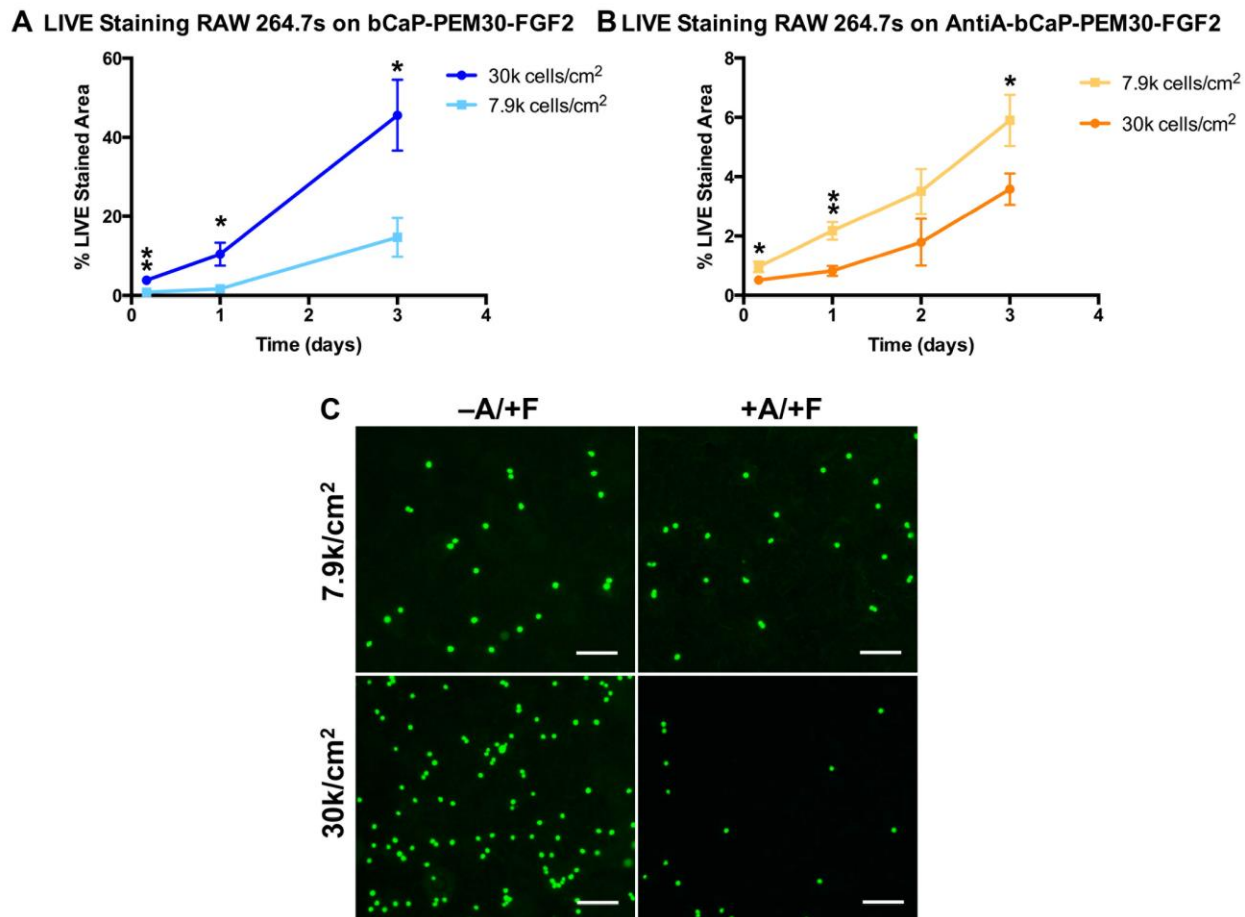 A LIVE Staining RAW 264.7s on bCaP-PEM30-FGF2
60
40
20
0
% LIVE Stained Area
0 1 2 3 4
Time (days)
** * *
30k cells/cm²
7.9k cells/cm²
B LIVE Staining RAW 264.7s on AntiA-bCaP-PEM30-FGF2
8
6
4
2
0
% LIVE Stained Area
0 1 2 3 4
Time (days)
* ** *
7.9k cells/cm²
30k cells/cm²
C –A/+F +A/+F
7.9k/cm²
30k/cm²